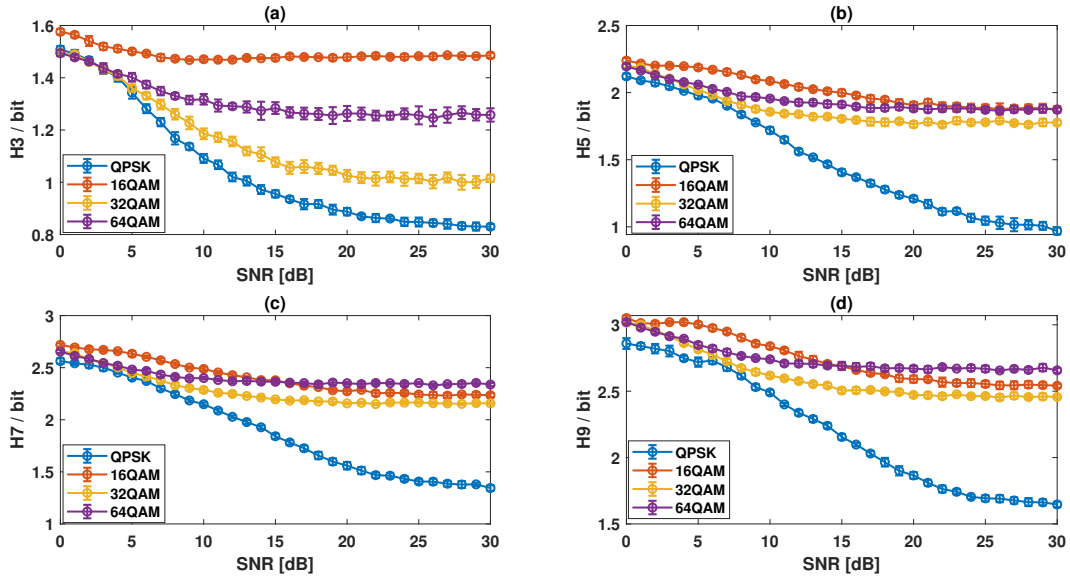 (a)
1.6
1.4
1.2
1
0.8
H3 / bit
QPSK
16QAM
32QAM
64QAM
0 5 10 15 20 25 30
SNR [dB]
(b)
2.5
2
1.5
1
H5 / bit
QPSK
16QAM
32QAM
64QAM
0 5 10 15 20 25 30
SNR [dB]
(c)
3
2.5
2
1.5
1
H7 / bit
QPSK
16QAM
32QAM
64QAM
0 5 10 15 20 25 30
SNR [dB]
(d)
3
2.5
2
1.5
H9 / bit
QPSK
16QAM
32QAM
64QAM
0 5 10 15 20 25 30
SNR [dB]